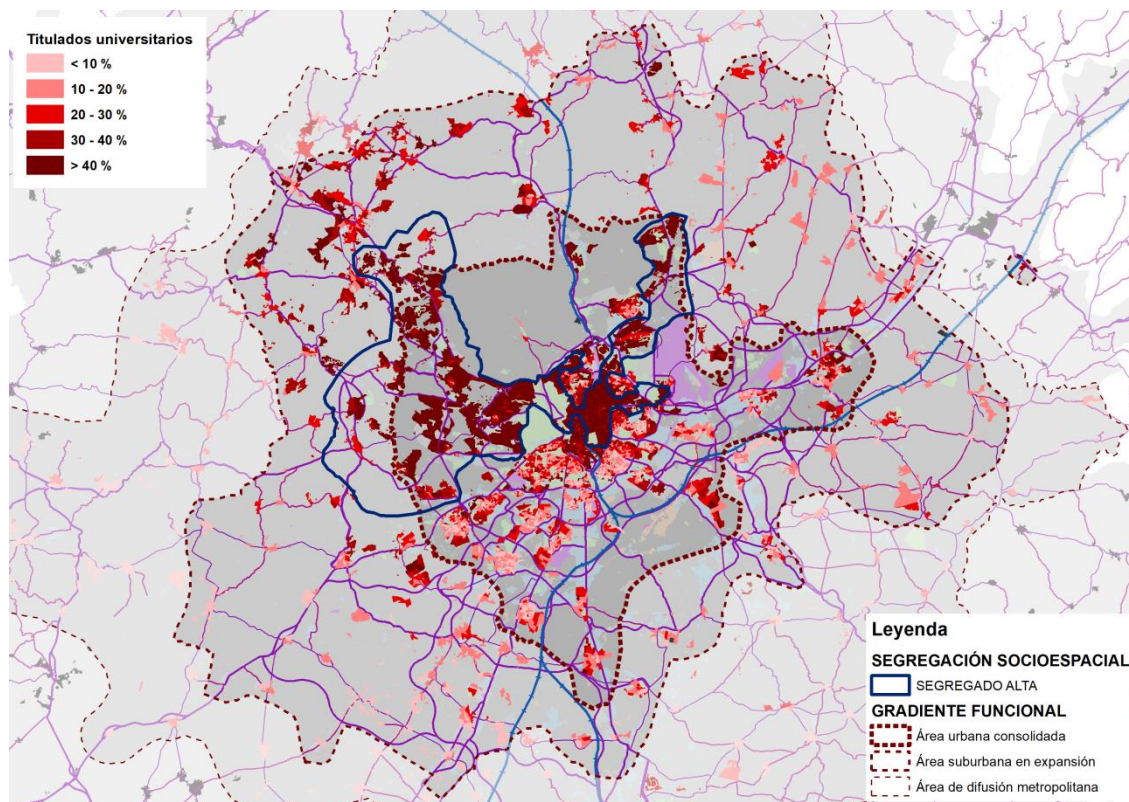 Titulados universitarios
< 10 %
10 - 20 %
20 - 30 %
30 - 40 %
> 40 %
Leyenda
SEGREGACIÓN SOCIOESPACIAL
SEGREGADO ALTA
GRADIENTE FUNCIONAL
Área urbana consolidada
Área suburbana en expansión
Área de difusión metropolitana